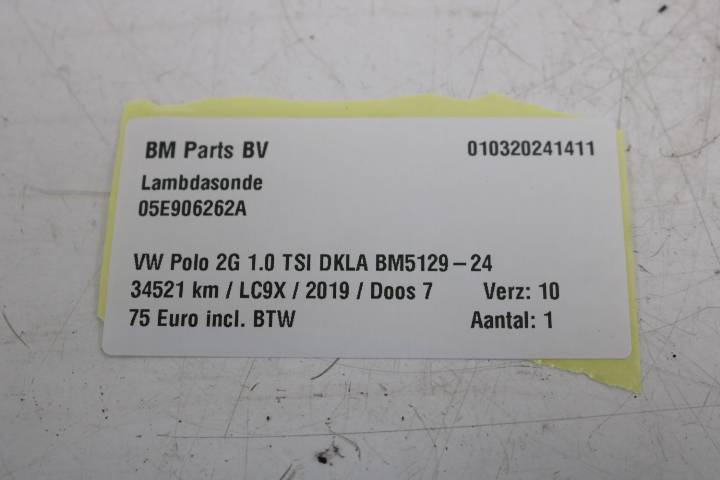 BM Parts BV 010320241411
Lambdasonde
05E906262A
VW Polo 2G 1.0 TSI DKLA BM5129-24
34521 km / LC9X / 2019 / Doos 7 Verz: 10
75 Euro incl. BTW Aantal: 1